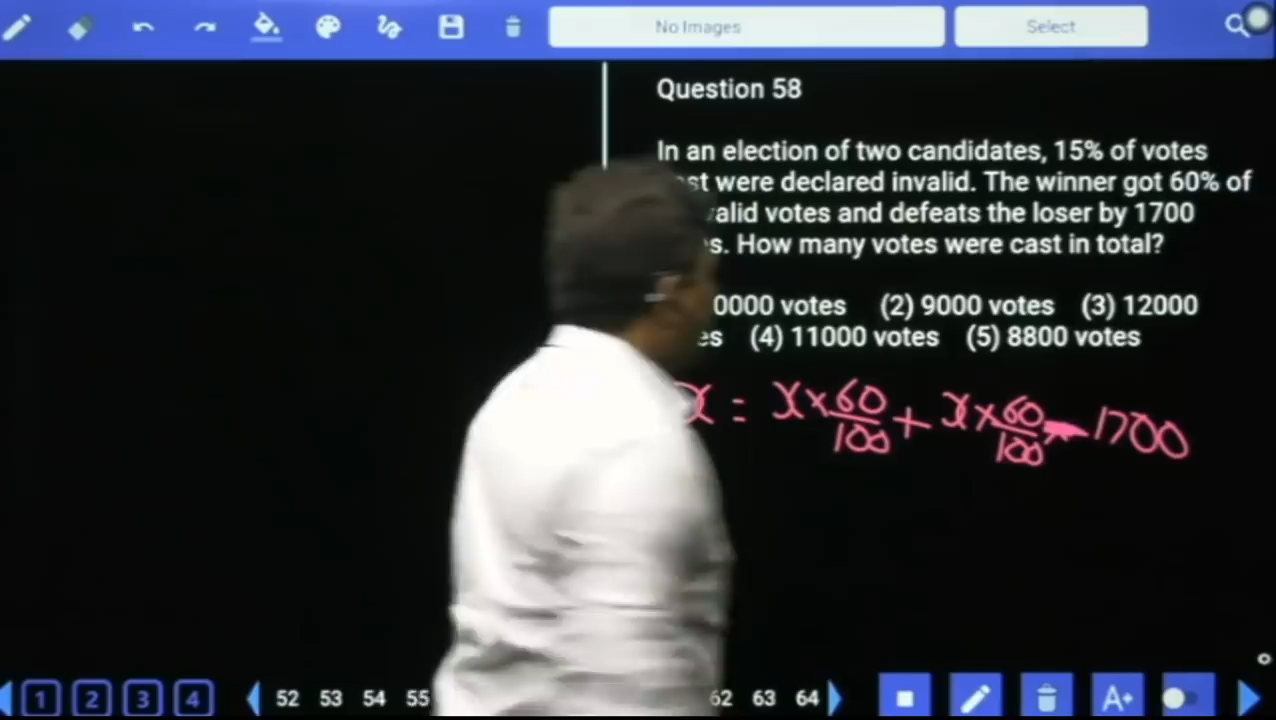 No Images Select
Question 58
In an election of two candidates, 15% of votes
were declared invalid. The winner got 60% of
valid votes and defeats the loser by 1700
How many votes were cast in total?
0000 votes (2) 9000 votes (3) 12000
(4) 11000 votes (5) 8800 votes
x = x × 60/100 + x × 60/100 - 1700
1 2 3 4 52 53 54 55 62 63 64 A+